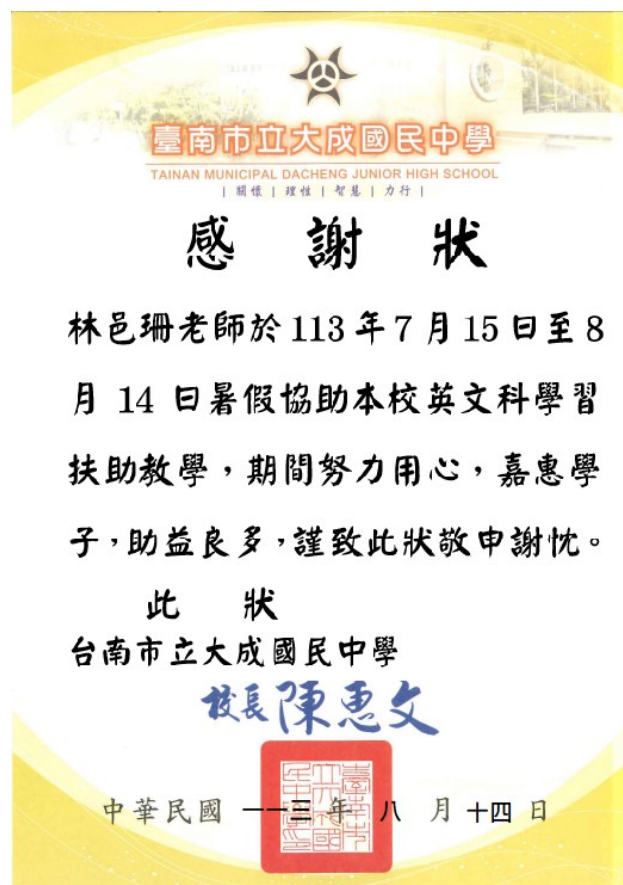 臺南市立大成國民中學
TAINAN MUNICIPAL DACHENG JUNIOR HIGH SCHOOL
| 關懷 | 理性 | 智慧 | 力行 |
感 謝 狀
林邑珊老師於113年7月15日至8
月 14 日暑假協助本校英文科學習
扶助教學，期間努力用心，嘉惠學
子，助益良多，謹致此狀敬申謝忱。
此 狀
台南市立大成國民中學
校長陳惠文
中華民國 一一三 年 八 月 十四 日